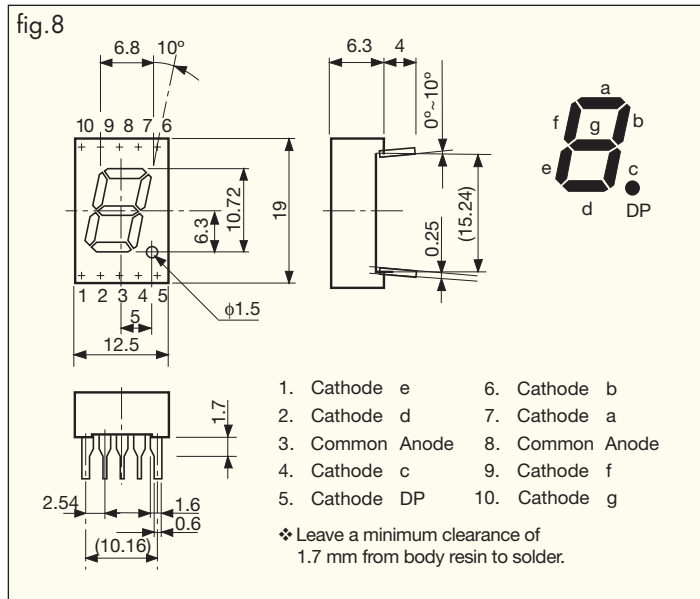 fig.8
6.8
10°
6.3
4
10 9 8 7 6
0°~10°
a
f
b
g
e
c
d
DP
10.72
6.3
19
0.25
(15.24)
1 2 3 4 5
5
ϕ1.5
12.5
1.7
2.54
1.6
0.6
(10.16)
1. Cathode e
2. Cathode d
3. Common Anode
4. Cathode c
5. Cathode DP
6. Cathode b
7. Cathode a
8. Common Anode
9. Cathode f
10. Cathode g
❖ Leave a minimum clearance of
1.7 mm from body resin to solder.